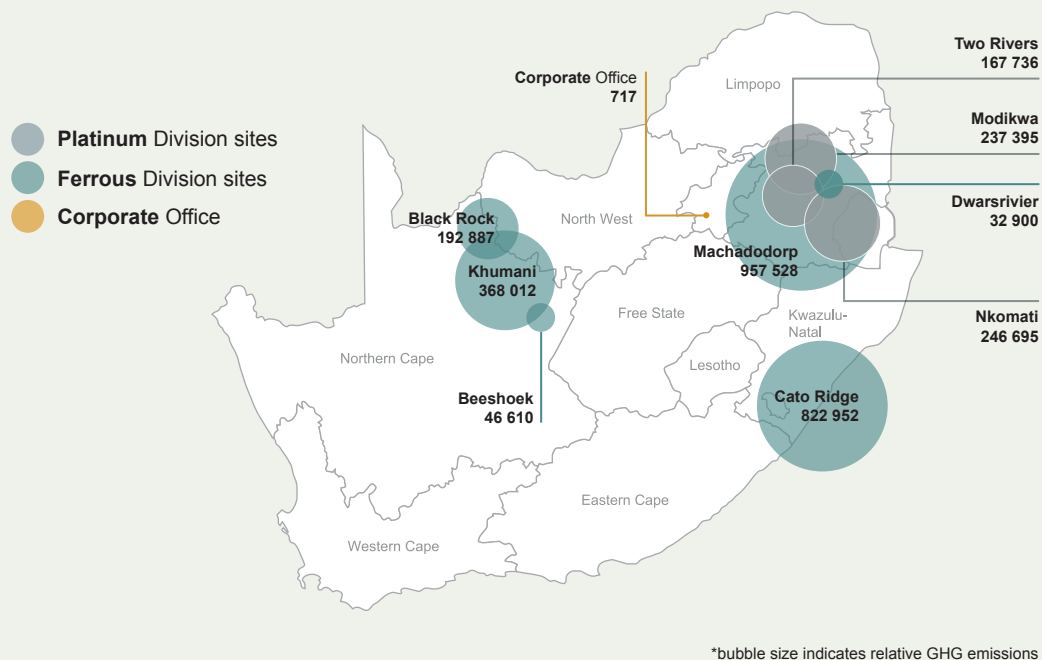 Platinum Division sites
Ferrous Division sites
Corporate Office
Corporate Office
717
Limpopo
Two Rivers
167 736
Modikwa
237 395
Dwarsrivier
32 900
Nkomati
246 695
Machadodorp
957 528
North West
Black Rock
192 887
Khumani
368 012
Beeshoek
46 610
Northern Cape
Free State
Kwazulu-
Natal
Lesotho
Cato Ridge
822 952
Eastern Cape
Western Cape
*bubble size indicates relative GHG emissions